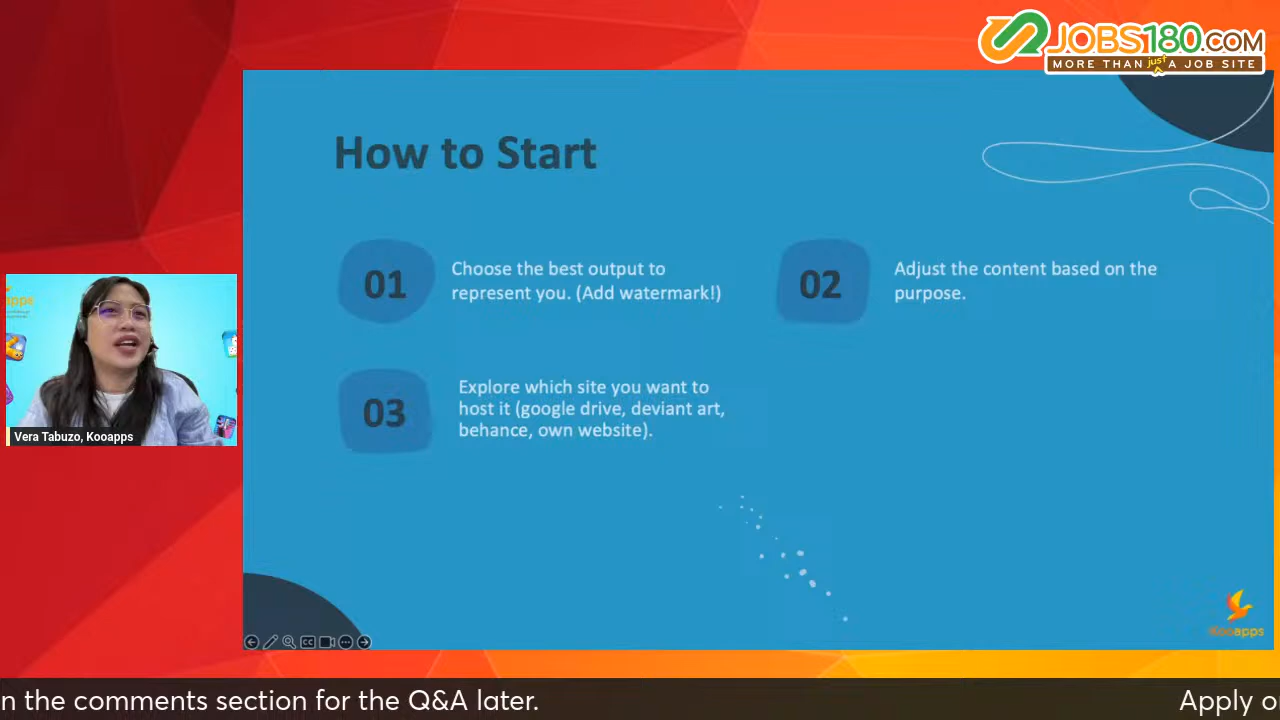 JOBS180.COM
MORE THAN just A JOB SITE
How to Start
01
Choose the best output to
represent you. (Add watermark!)
02
Adjust the content based on the
purpose.
03
Explore which site you want to
host it (google drive, deviant art,
behance, own website).
Vera Tabuzo, Kooapps
Kooapps
n the comments section for the Q&A later.
Apply o